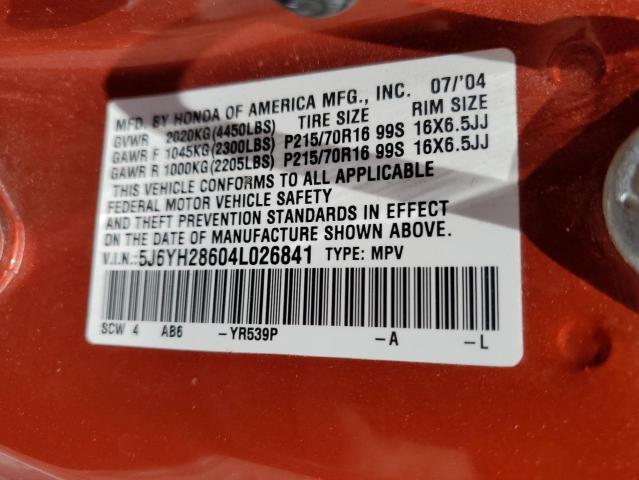 MFD. BY HONDA OF AMERICA MFG., INC. 07/'04
TIRE SIZE RIM SIZE
GVWR 2020KG(4450LBS)
GAWR F 1045KG(2300LBS) P215/70R16 99S 16X6.5JJ
GAWR R 1000KG(2205LBS) P215/70R16 99S 16X6.5JJ
THIS VEHICLE CONFORMS TO ALL APPLICABLE
FEDERAL MOTOR VEHICLE SAFETY
AND THEFT PREVENTION STANDARDS IN EFFECT
ON THE DATE OF MANUFACTURE SHOWN ABOVE.
V.I.N.:5J6YH28604L026841 TYPE: MPV
SCW 4 AB6 -YR539P -A -L